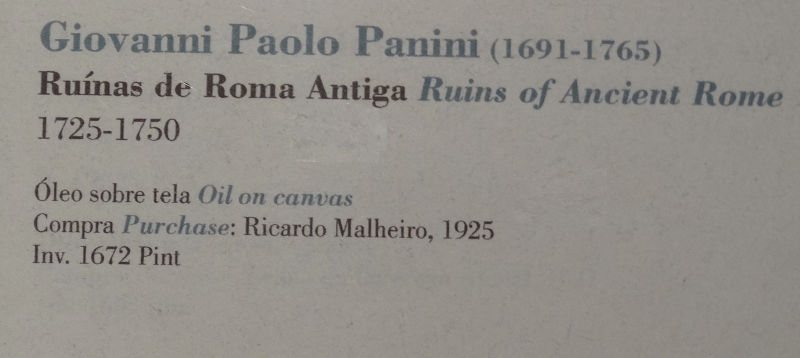 Giovanni Paolo Panini (1691-1765)
Ruínas de Roma Antiga Ruins of Ancient Rome
1725-1750
Óleo sobre tela Oil on canvas
Compra Purchase: Ricardo Malheiro, 1925
Inv. 1672 Pint